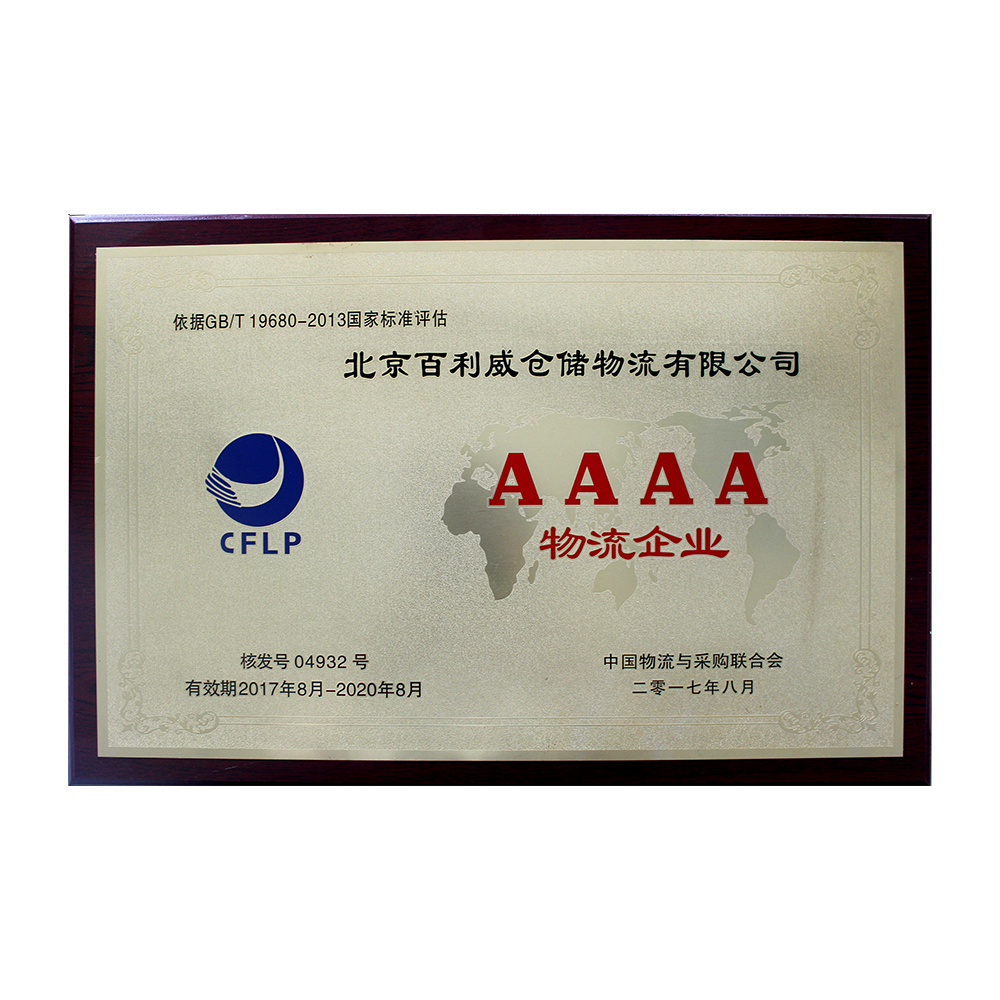 依据GB/T 19680-2013国家标准评估
北京百利威仓储物流有限公司
CFLP
AAAA
物流企业
核发号 04932 号
有效期2017年8月-2020年8月
中国物流与采购联合会
二零一七年八月